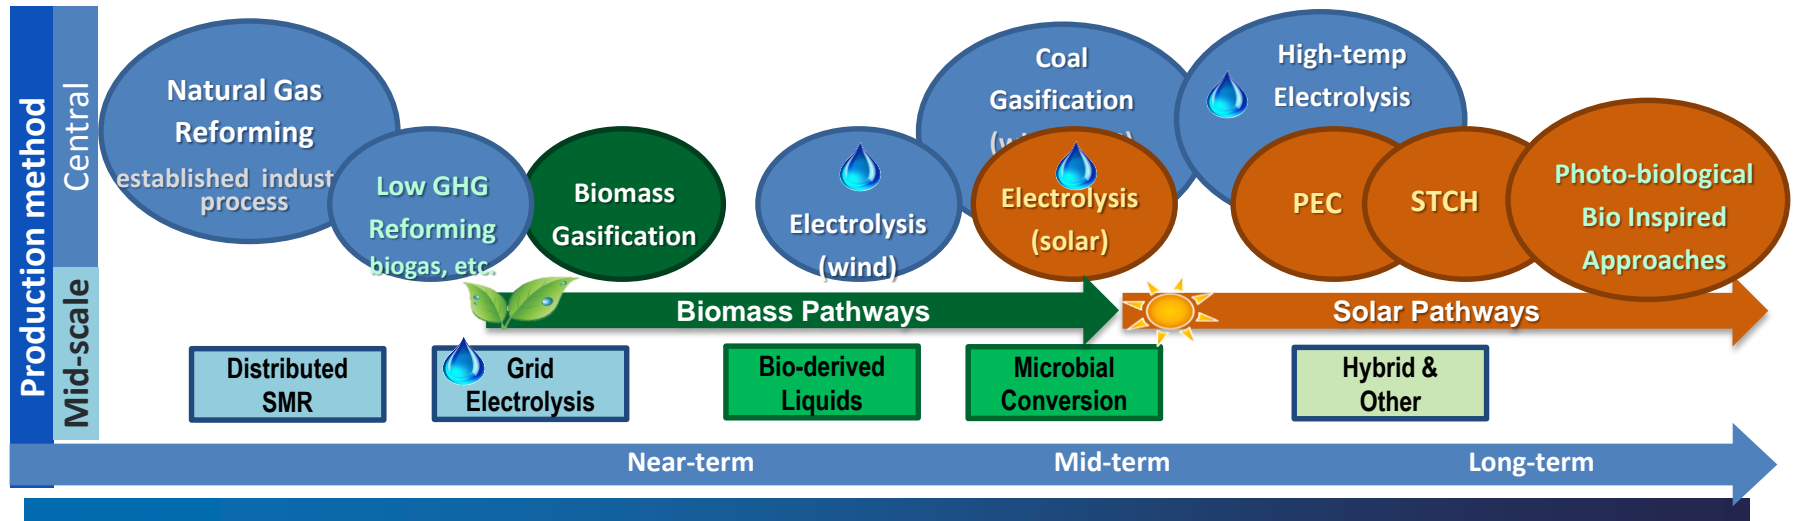 Production method
Central
Mid-scale
Natural Gas
Reforming
established indust
process
Low GHG
Reforming
biogas, etc.
Biomass
Gasification
Electrolysis
(wind)
Coal
Gasification
Electrolysis
(solar)
High-temp
Electrolysis
PEC
STCH
Photo-biological
Bio Inspired
Approaches
Biomass Pathways
Solar Pathways
Distributed
SMR
Grid
Electrolysis
Bio-derived
Liquids
Microbial
Conversion
Hybrid &
Other
Near-term
Mid-term
Long-term